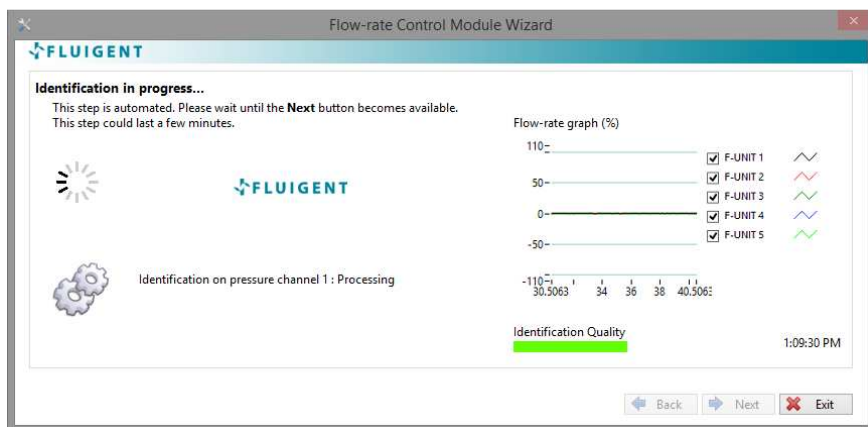 Flow-rate Control Module Wizard
FLUIGENT
Identification in progress...
This step is automated. Please wait until the Next button becomes available.
This step could last a few minutes.
Flow-rate graph (%)
110
50
0
-50
-110
30.5063 34 36 38 40.5063
F-UNIT 1
F-UNIT 2
F-UNIT 3
F-UNIT 4
F-UNIT 5
FLUIGENT
Identification on pressure channel 1 : Processing
Identification Quality
1:09:30 PM
Back Next Exit